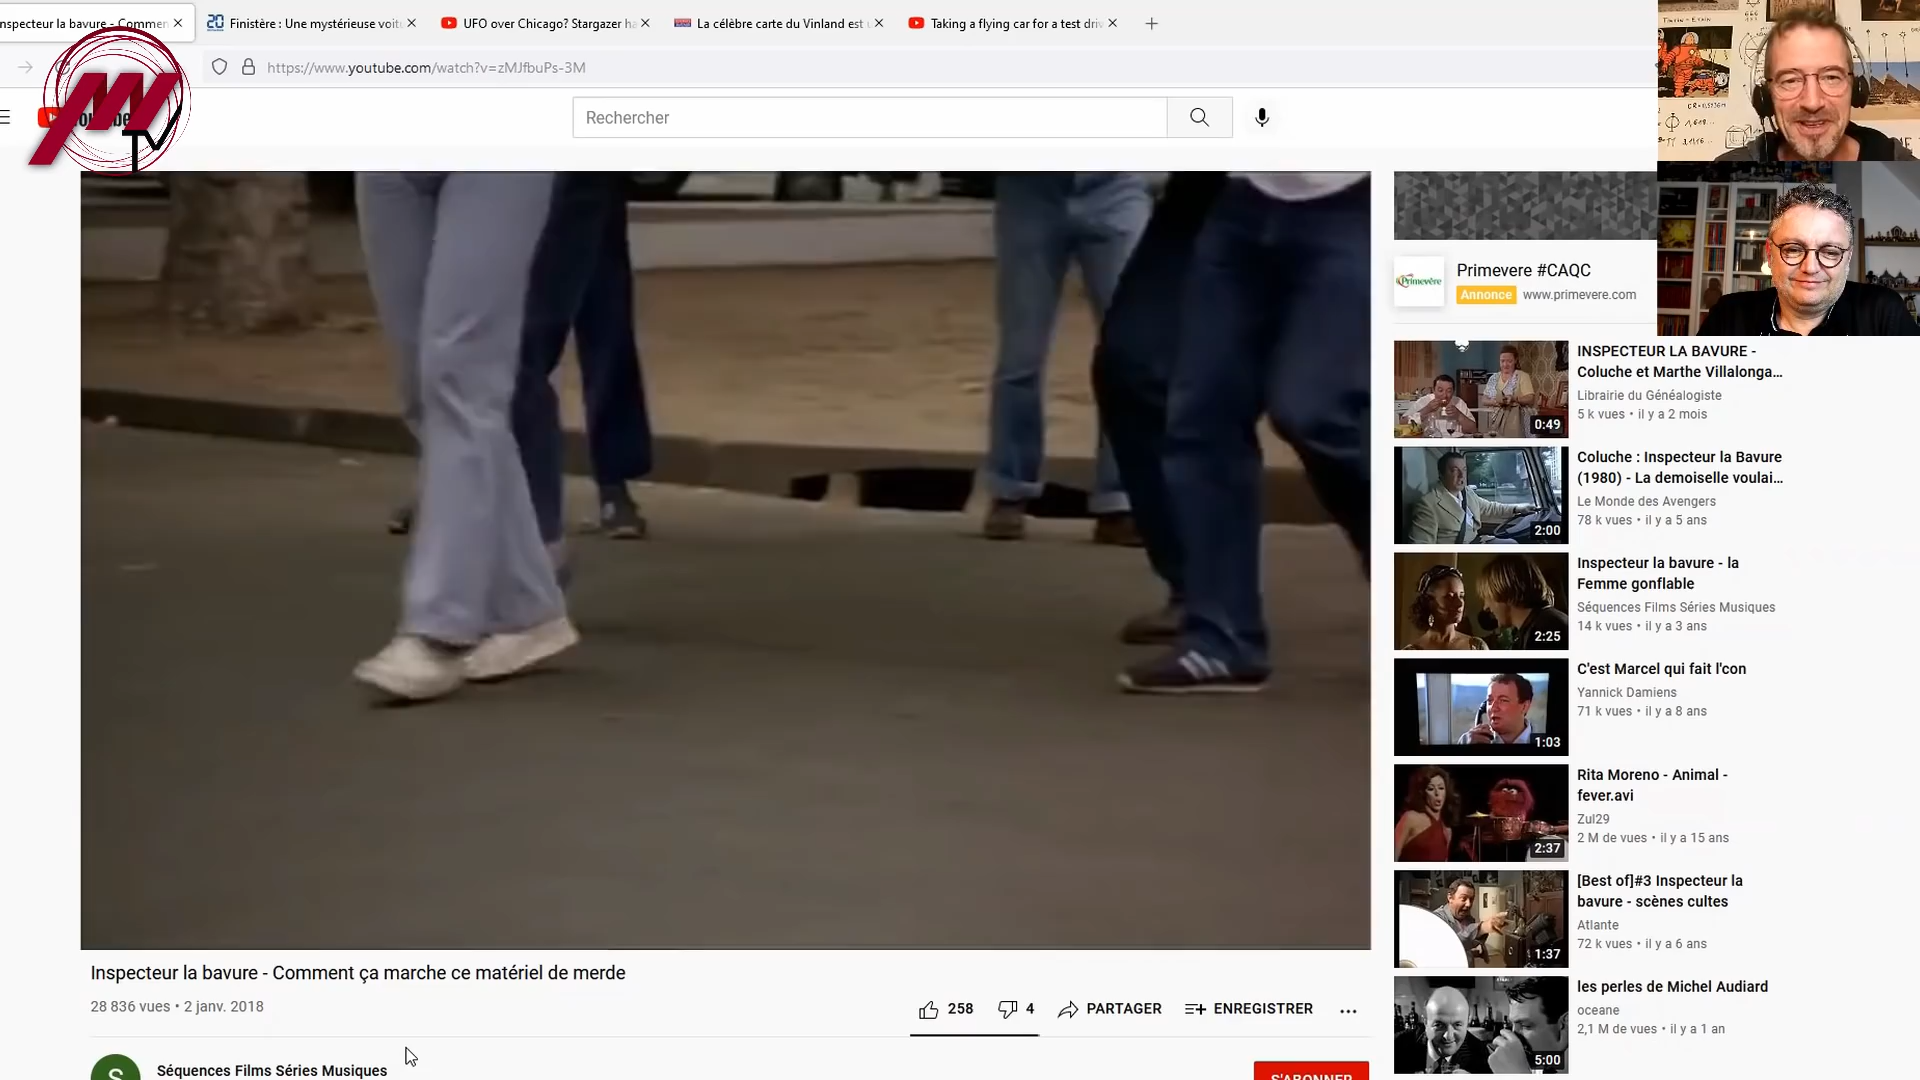 nspecteur la bavure - Commen
Finistère : Une mystérieuse voit
UFO over Chicago? Stargazer ha
La célèbre carte du Vinland est
Taking a flying car for a test dri
https://www.youtube.com/watch?v=zMJfbuPs-3M
TV
Rechercher
Primevère
Primevere #CAQC
Annonce www.primevere.com
INSPECTEUR LA BAVURE -
Coluche et Marthe Villalonga...
Librairie du Généalogiste
5 k vues • il y a 2 mois
0:49
Coluche : Inspecteur la Bavure
(1980) - La demoiselle voulai...
Le Monde des Avengers
78 k vues • il y a 5 ans
2:00
Inspecteur la bavure - la
Femme gonflable
Séquences Films Séries Musiques
14 k vues • il y a 3 ans
2:25
C'est Marcel qui fait l'con
Yannick Damiens
71 k vues • il y a 8 ans
1:03
Rita Moreno - Animal -
fever.avi
Zul29
2 M de vues • il y a 15 ans
2:37
[Best of]#3 Inspecteur la
bavure - scènes cultes
Atlante
72 k vues • il y a 6 ans
1:37
les perles de Michel Audiard
oceane
2,1 M de vues • il y a 1 an
5:00
Inspecteur la bavure - Comment ça marche ce matériel de merde
28 836 vues • 2 janv. 2018
258 4 PARTAGER ENREGISTRER ...
S
Séquences Films Séries Musiques
S'ABONNER